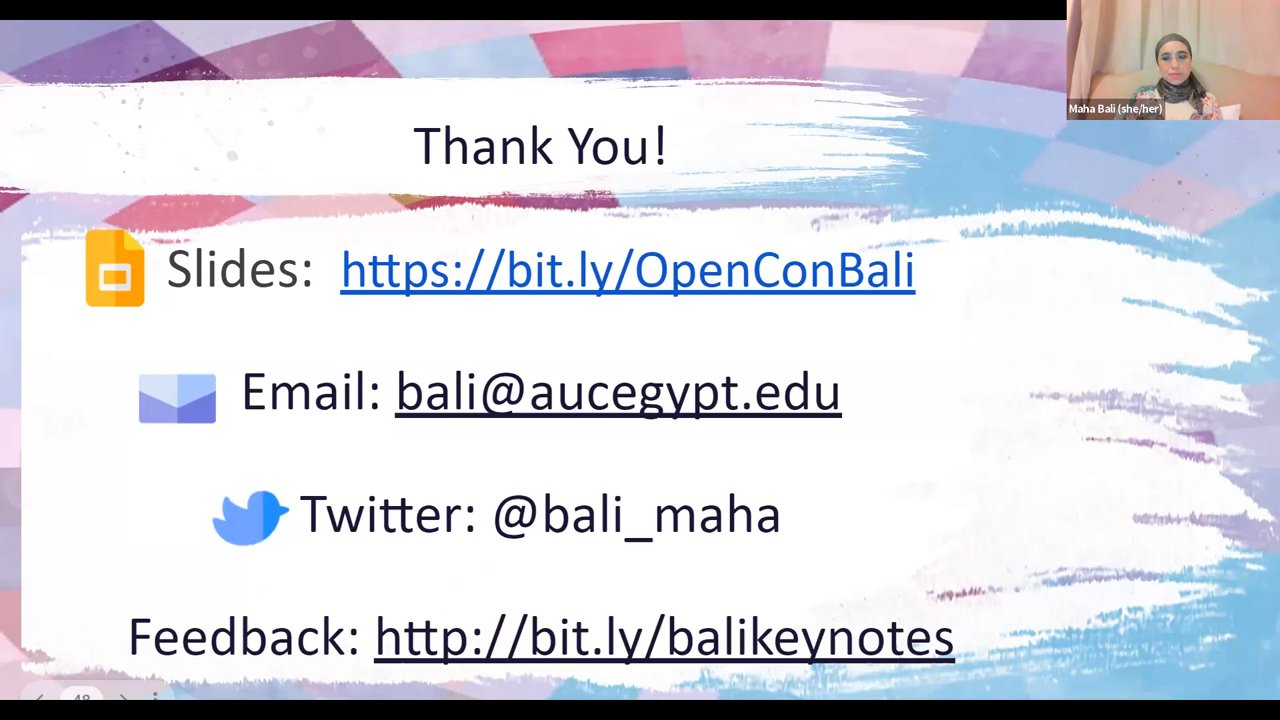 Maha Bali (she/her)
Thank You!
Slides: https://bit.ly/OpenConBali
Email: bali@aucegypt.edu
Twitter: @bali_maha
Feedback: http://bit.ly/balikeynotes
48